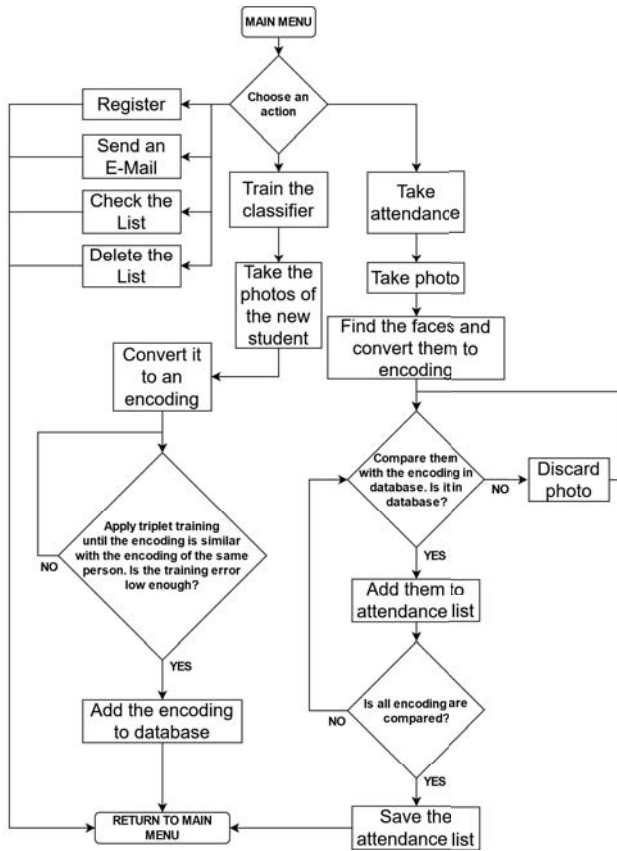 MAIN MENU
Choose an
action
Register
Send an
E-Mail
Check the
List
Delete the
List
Train the
classifier
Take
attendance
Take the
photos of
the new
student
Take photo
Find the faces and
convert them to
encoding
Convert it
to an
encoding
Compare them
with the encoding in
database. Is it in
database?
NO
Discard
photo
YES
Apply triplet training
until the encoding is similar
with the encoding of the same
person. Is the training error
low enough?
NO
YES
Add them to
attendance list
Is all encoding are
compared?
NO
YES
Add the encoding
to database
Save the
attendance list
RETURN TO MAIN
MENU